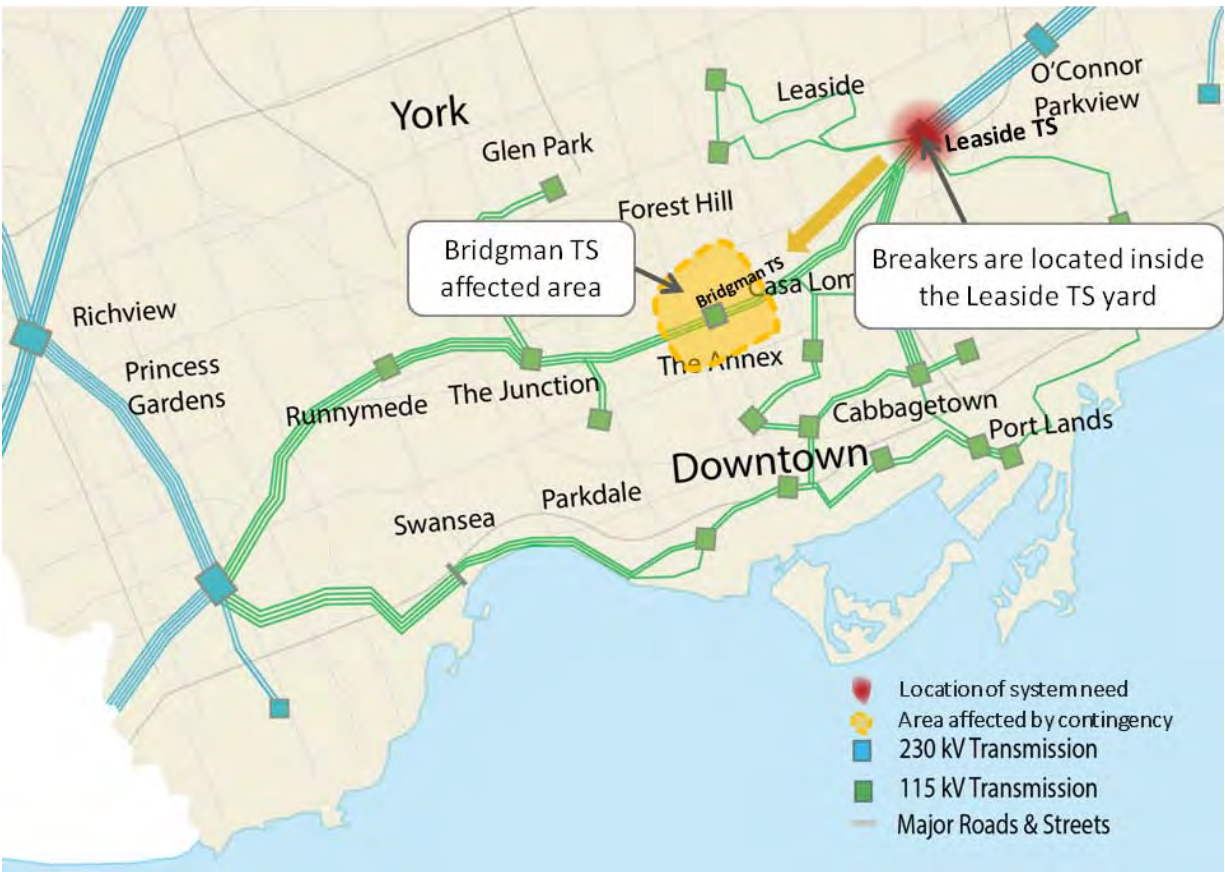 O'Connor
Parkview
Leaside
York
Leaside TS
Glen Park
Forest Hill
Bridgman TS
affected area
Bridgman TS
Casa Lom
Breakers are located inside
the Leaside TS yard
Richview
Princess
Gardens
The Annex
The Junction
Runnymede
Cabbagetown
Port Lands
Downtown
Parkdale
Swansea
Location of system need
Area affected by contingency
230 kV Transmission
115 kV Transmission
Major Roads & Streets